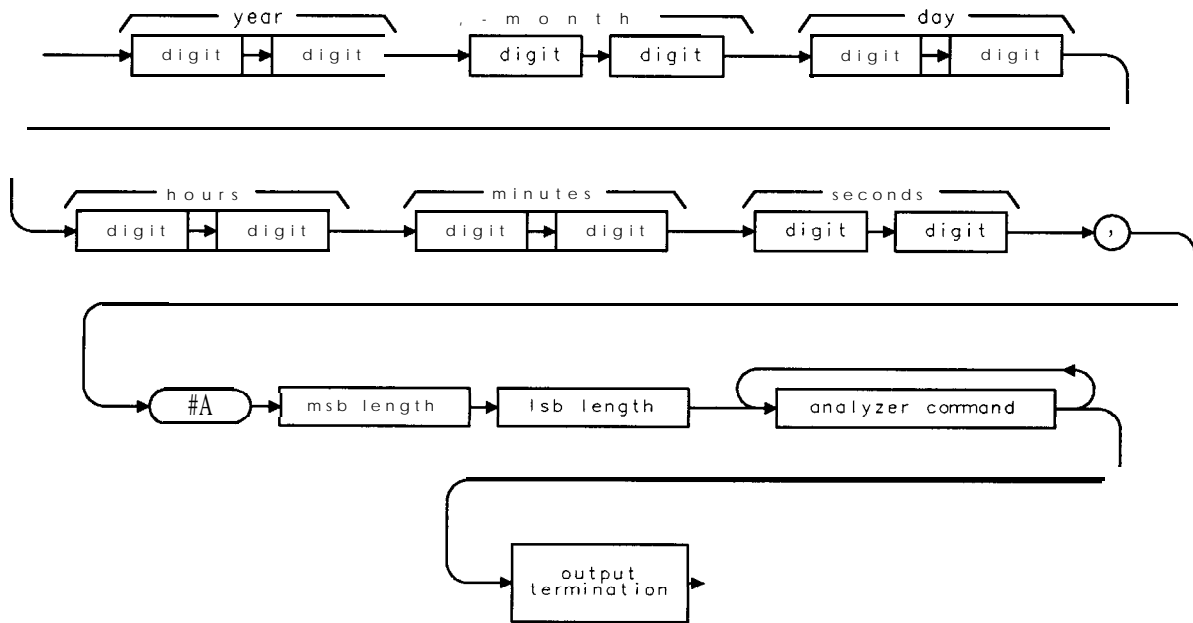 year , - month day
digit digit digit digit digit digit
hours minutes seconds
digit digit digit digit digit digit ,
#A msb length lsb length analyzer command
output
termination